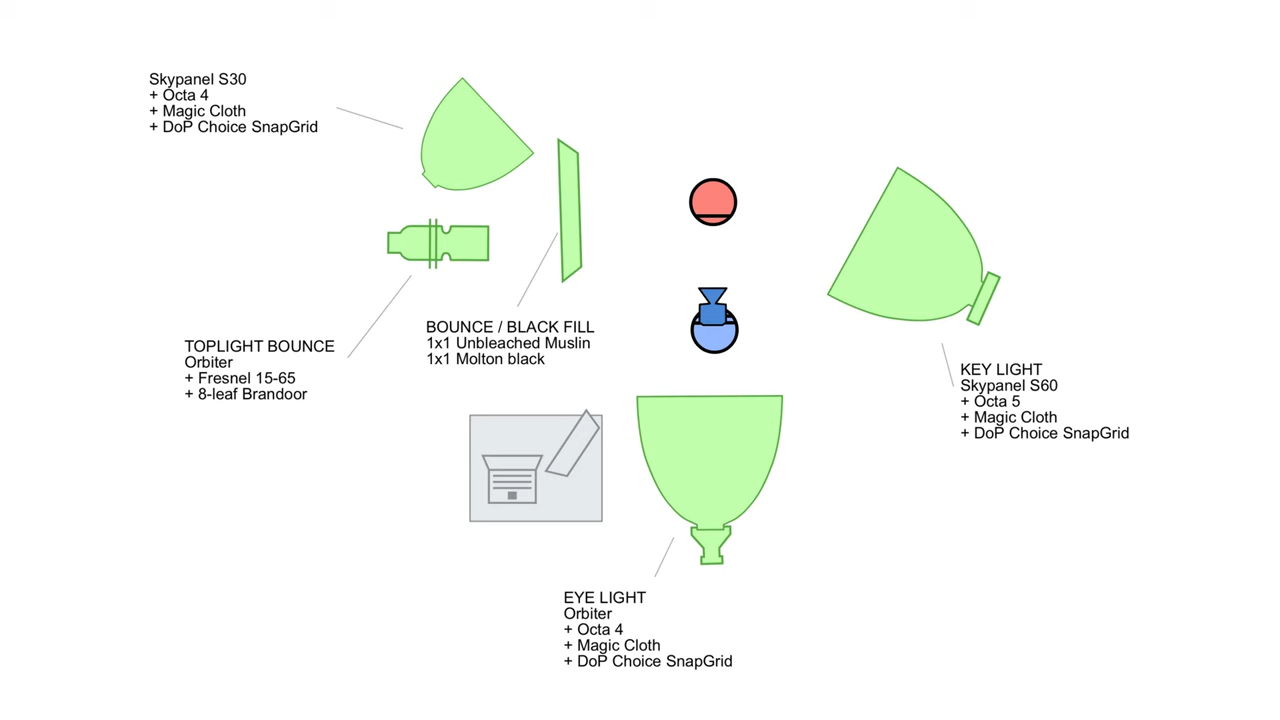 Skypanel S30
+ Octa 4
+ Magic Cloth
+ DoP Choice SnapGrid
TOPLIGHT BOUNCE
Orbiter
+ Fresnel 15-65
+ 8-leaf Brandoor
BOUNCE / BLACK FILL
1x1 Unbleached Muslin
1x1 Molton black
KEY LIGHT
Skypanel S60
+ Octa 5
+ Magic Cloth
+ DoP Choice SnapGrid
EYE LIGHT
Orbiter
+ Octa 4
+ Magic Cloth
+ DoP Choice SnapGrid